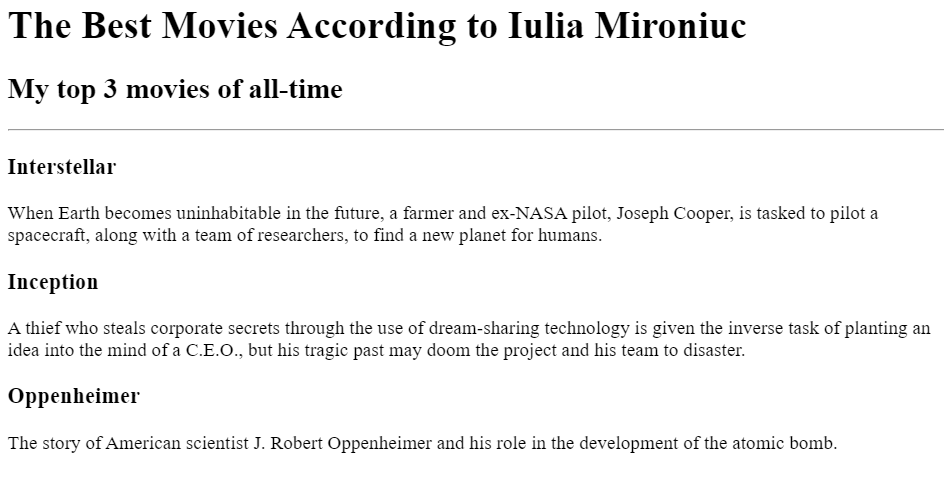 The Best Movies According to Iulia Mironiuc
My top 3 movies of all-time
Interstellar
When Earth becomes uninhabitable in the future, a farmer and ex-NASA pilot, Joseph Cooper, is tasked to pilot a
spacecraft, along with a team of researchers, to find a new planet for humans.
Inception
A thief who steals corporate secrets through the use of dream-sharing technology is given the inverse task of planting an
idea into the mind of a C.E.O., but his tragic past may doom the project and his team to disaster.
Oppenheimer
The story of American scientist J. Robert Oppenheimer and his role in the development of the atomic bomb.